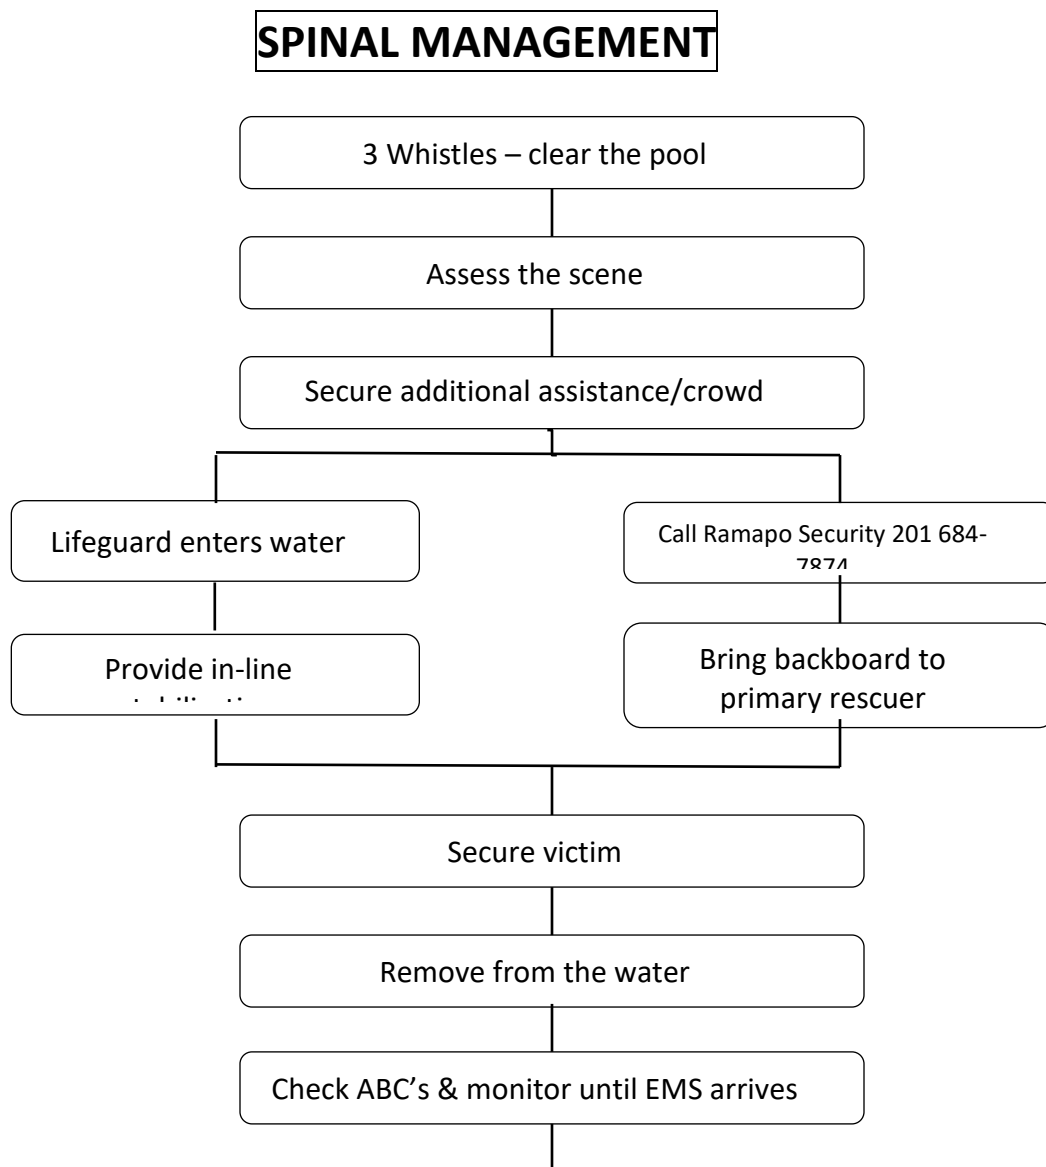 SPINAL MANAGEMENT
3 Whistles – clear the pool
Assess the scene
Secure additional assistance/crowd
Lifeguard enters water
Call Ramapo Security 201 684-
7874
Provide in-line
Bring backboard to
primary rescuer
Secure victim
Remove from the water
Check ABC’s & monitor until EMS arrives